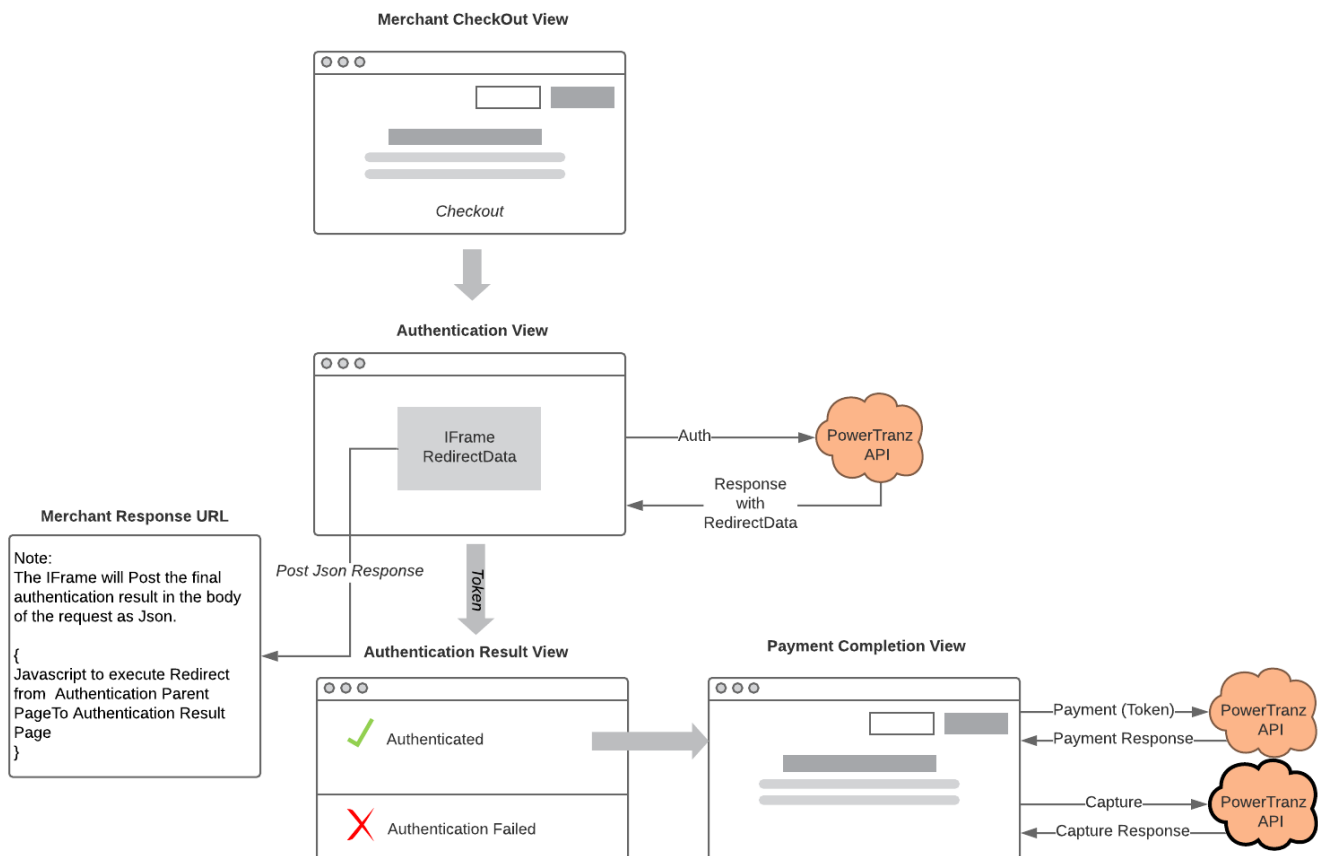 Merchant CheckOut View
Checkout
Authentication View
IFrame
RedirectData
Auth
PowerTranz
API
Response
with
RedirectData
Merchant Response URL
Note:
The IFrame will Post the final
authentication result in the body
of the request as Json.
{
Javascript to execute Redirect
from  Authentication Parent
PageTo Authentication Result
Page
}
Post Json Response
Token
Authentication Result View
Authenticated
Authentication Failed
Payment Completion View
Payment (Token)
Payment Response
PowerTranz
API
Capture
Capture Response
PowerTranz
API